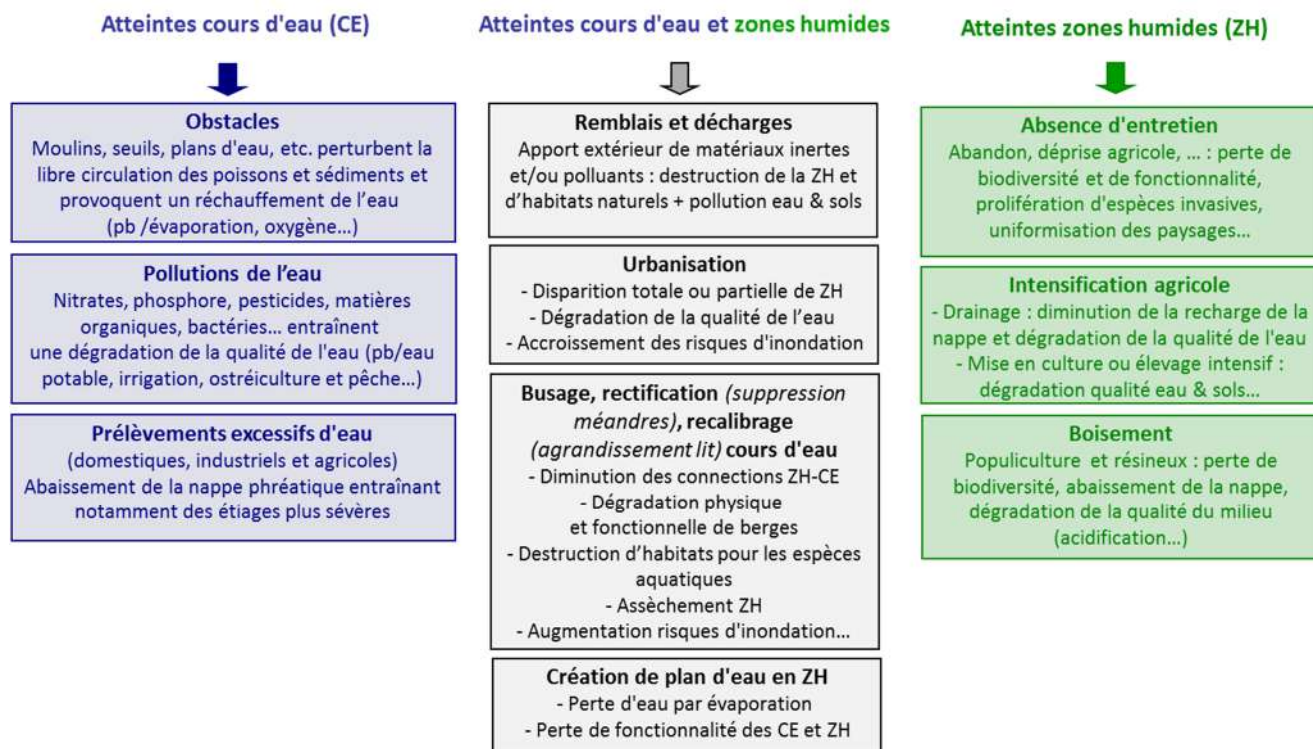 Atteintes cours d'eau (CE)
Obstacles
Moulins, seuils, plans d'eau, etc. perturbent la
libre circulation des poissons et sédiments et
provoquent un réchauffement de l'eau
(pb /évaporation, oxygène...)
Pollutions de l'eau
Nitrates, phosphore, pesticides, matières
organiques, bactéries... entraînent
une dégradation de la qualité de l'eau (pb/eau
potable, irrigation, ostréiculture et pêche...)
Prélèvements excessifs d'eau
(domestiques, industriels et agricoles)
Abaissement de la nappe phréatique entraînant
notamment des étiages plus sévères
Atteintes cours d'eau et zones humides
Remblais et décharges
Apport extérieur de matériaux inertes
et/ou polluants : destruction de la ZH et
d'habitats naturels + pollution eau & sols
Urbanisation
- Disparition totale ou partielle de ZH
- Dégradation de la qualité de l'eau
- Accroissement des risques d'inondation
Busage, rectification (suppression
méandres), recalibrage
(agrandissement lit) cours d'eau
- Diminution des connections ZH-CE
- Dégradation physique
et fonctionnelle de berges
- Destruction d'habitats pour les espèces
aquatiques
- Assèchement ZH
- Augmentation risques d'inondation...
Création de plan d'eau en ZH
- Perte d'eau par évaporation
- Perte de fonctionnalité des CE et ZH
Atteintes zones humides (ZH)
Absence d'entretien
Abandon, déprise agricole, ... : perte de
biodiversité et de fonctionnalité,
prolifération d'espèces invasives,
uniformisation des paysages...
Intensification agricole
- Drainage : diminution de la recharge de la
nappe et dégradation de la qualité de l'eau
- Mise en culture ou élevage intensif :
dégradation qualité eau & sols...
Boisement
Populiculture et résineux : perte de
biodiversité, abaissement de la nappe,
dégradation de la qualité du milieu
(acidification...)